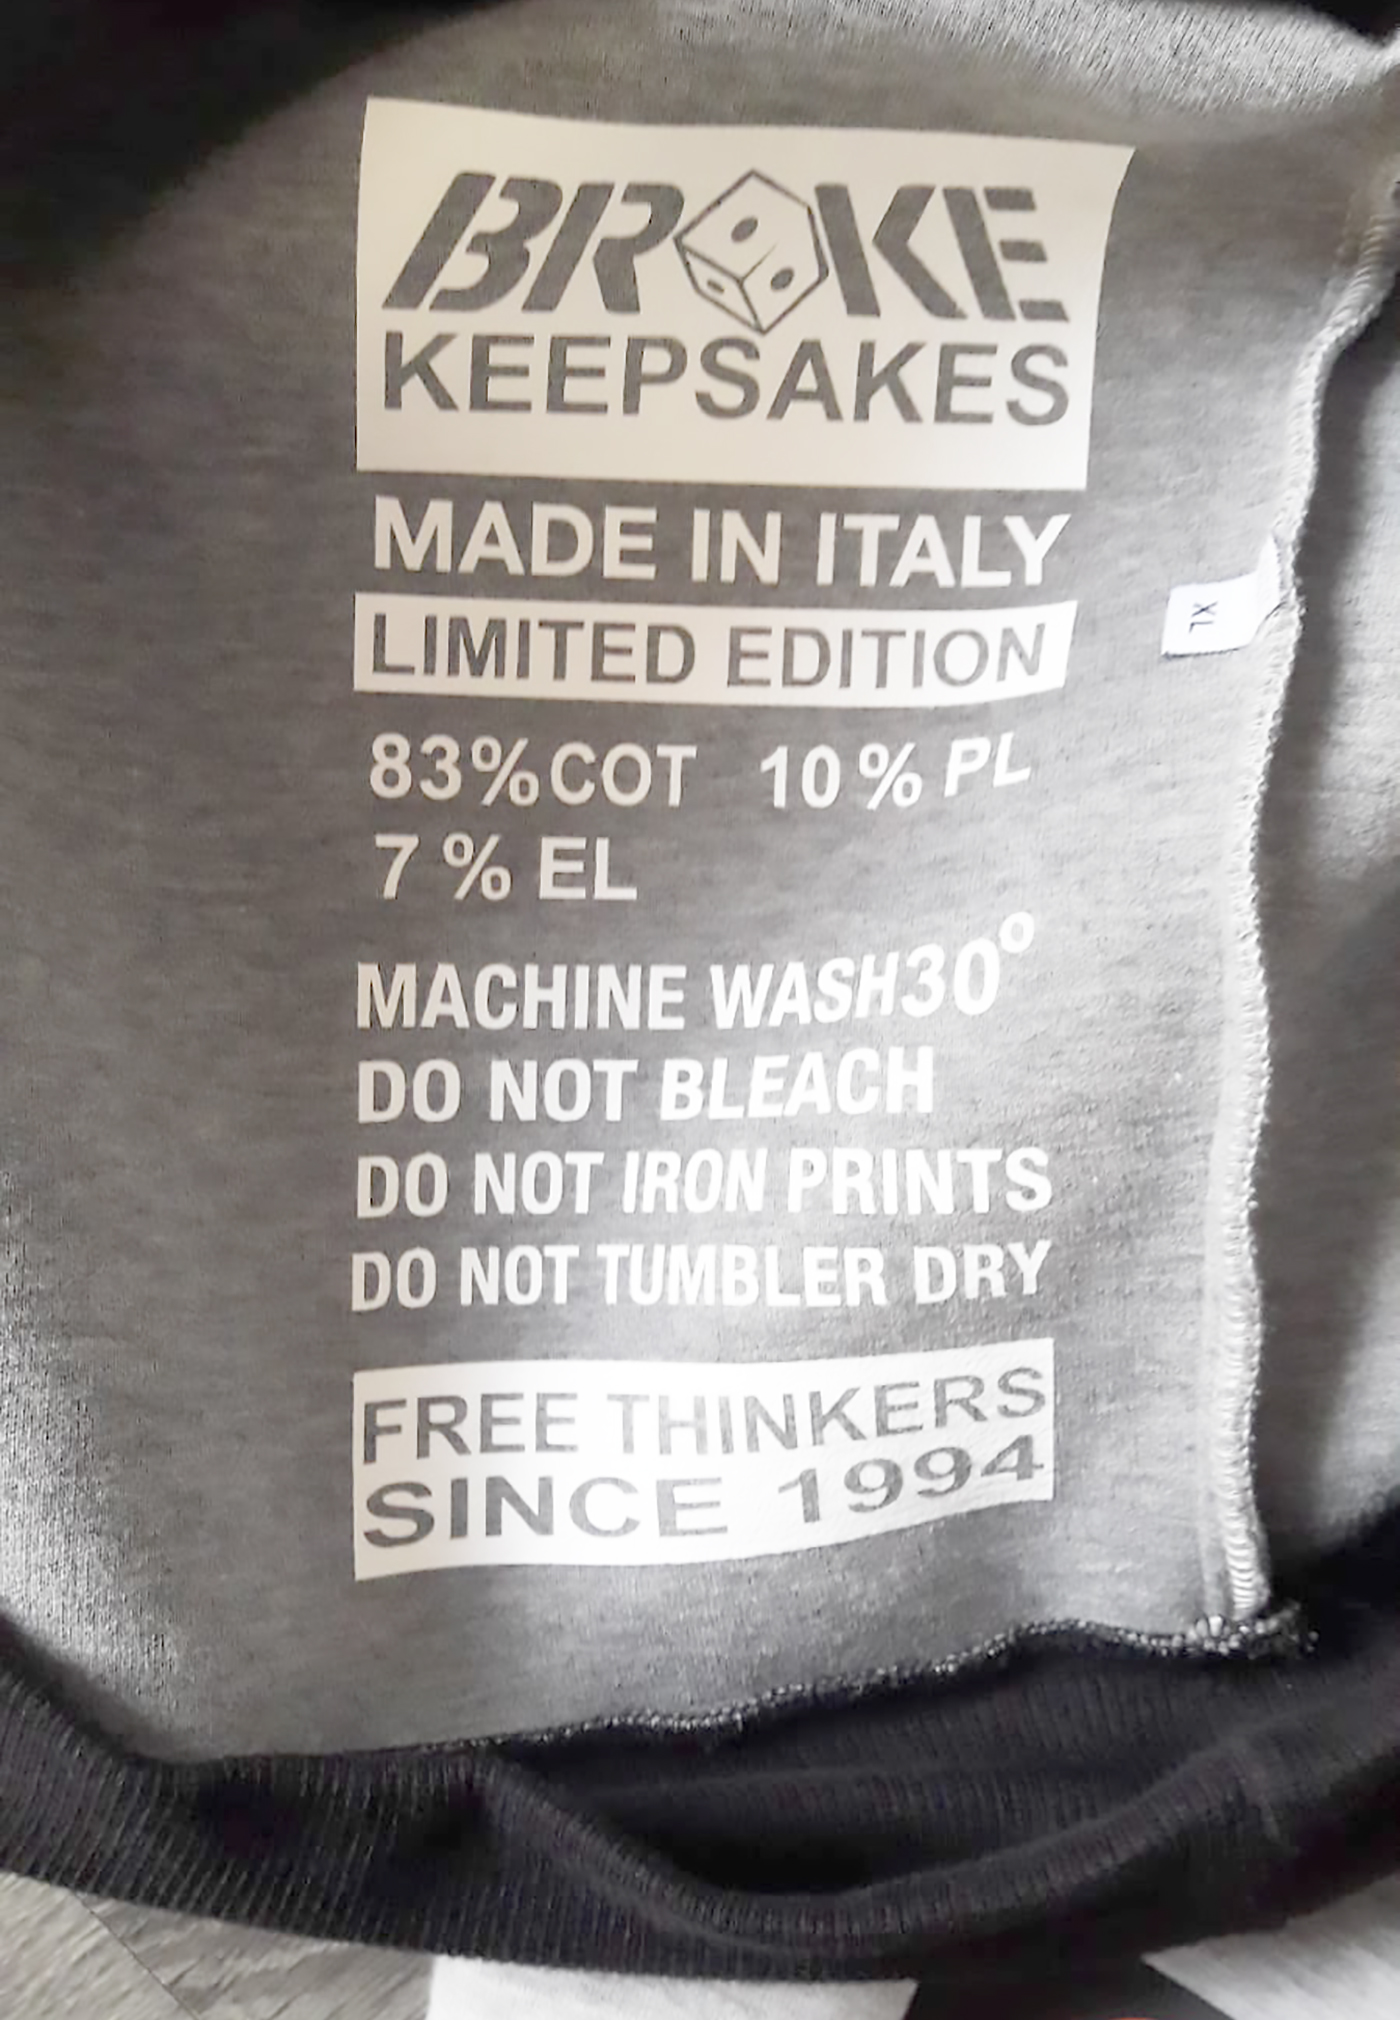 BROKE
KEEPSAKES
MADE IN ITALY
LIMITED EDITION
83%COT 10% PL
7% EL
MACHINE WASH30°
DO NOT BLEACH
DO NOT IRON PRINTS
DO NOT TUMBLER DRY
FREE THINKERS
SINCE 1994
XL